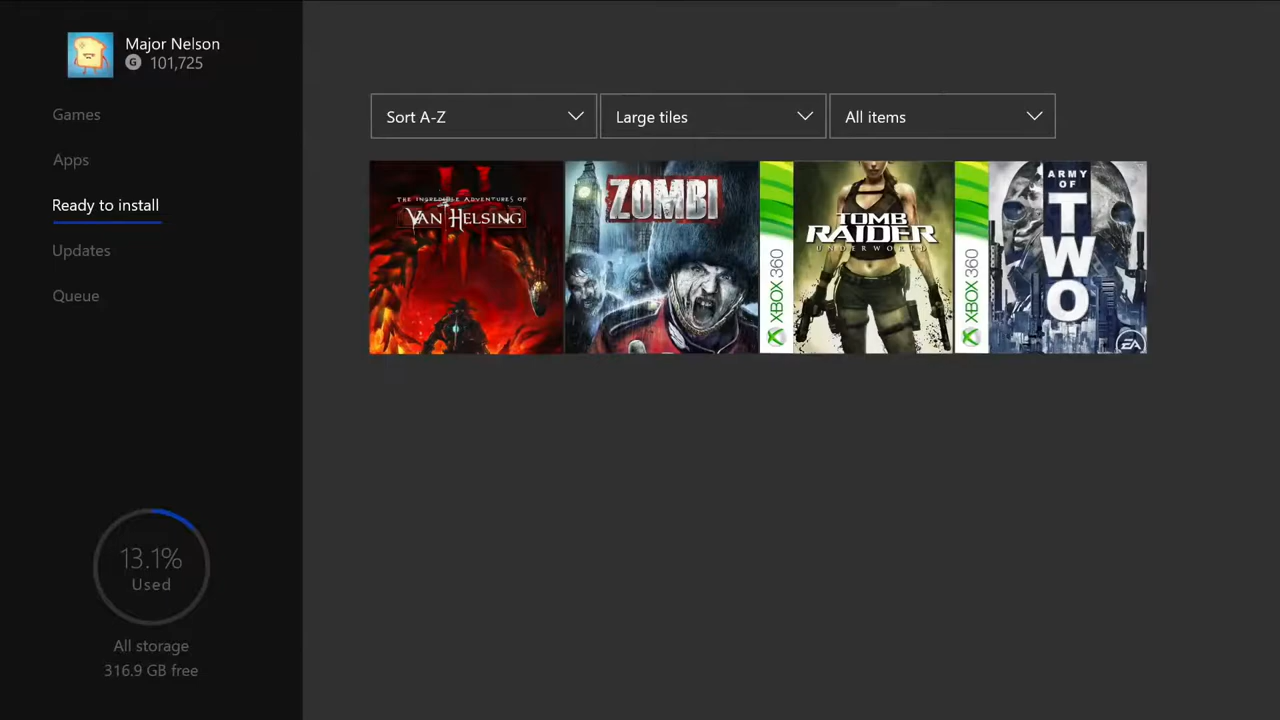 Major Nelson
G 101,725
Games
Apps
Ready to install
Updates
Queue
13.1%
Used
All storage
316.9 GB free
Sort A-Z
Large tiles
All items
THE INCREDIBLE ADVENTURES OF
VAN HELSING
III
ZOMBI
XBOX 360
TOMB
RAIDER
UNDERWORLD
XBOX 360
ARMY
OF
TWO
EA